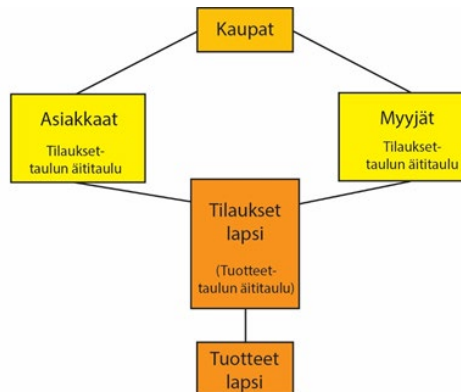 Kaupat
Asiakkaat
Tilaukset-
taulun äititaulu
Myyjät
Tilaukset-
taulun äititaulu
Tilaukset
lapsi
(Tuotteet-
taulun äititaulu)
Tuotteet
lapsi